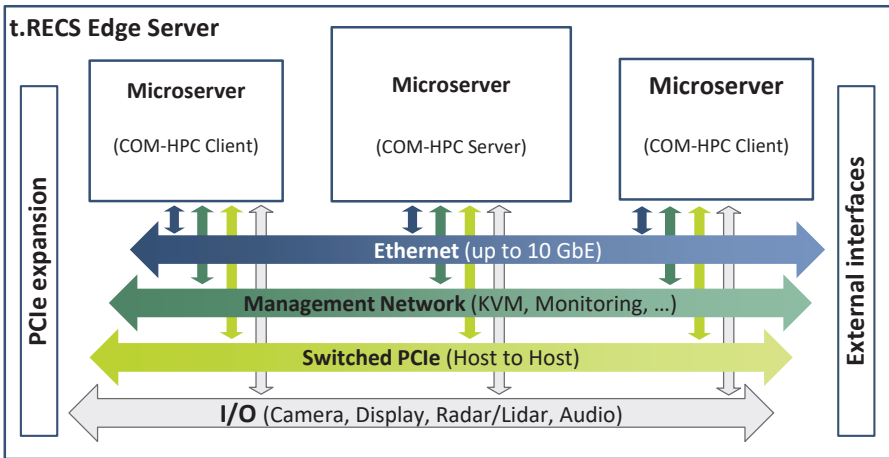 t.RECS Edge Server
PCIe expansion
Microserver
(COM-HPC Client)
Microserver
(COM-HPC Server)
Microserver
(COM-HPC Client)
External interfaces
Ethernet (up to 10 GbE)
Management Network (KVM, Monitoring, ...)
Switched PCIe (Host to Host)
I/O (Camera, Display, Radar/Lidar, Audio)